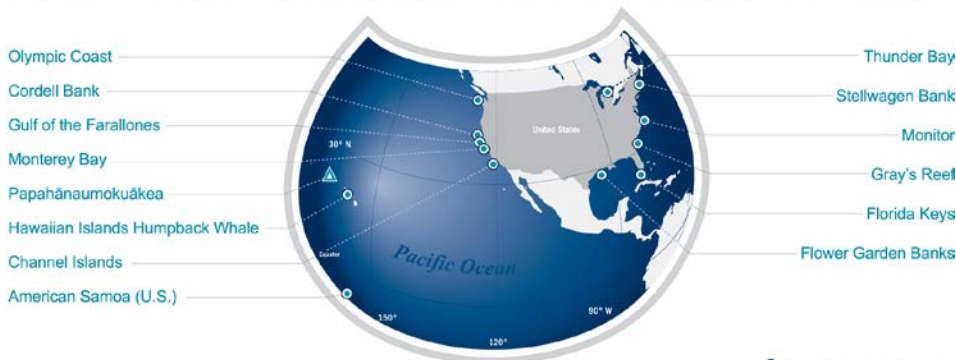 Olympic Coast
Cordell Bank
Gulf of the Farallones
Monterey Bay
Papahānaumokuākea
Hawaiian Islands Humpback Whale
Channel Islands
American Samoa (U.S.)
Thunder Bay
Stellwagen Bank
Monitor
Gray's Reef
Florida Keys
Flower Garden Banks
United States
30° N
Equator
Pacific Ocean
150°
120°
90° W